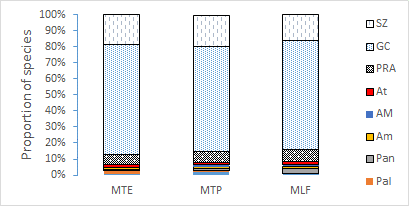 100%
90%
80%
70%
60%
50%
40%
30%
20%
10%
0%
Proportion of species
MTE MTP MLF
SZ
GC
PRA
At
AM
Am
Pan
Pal